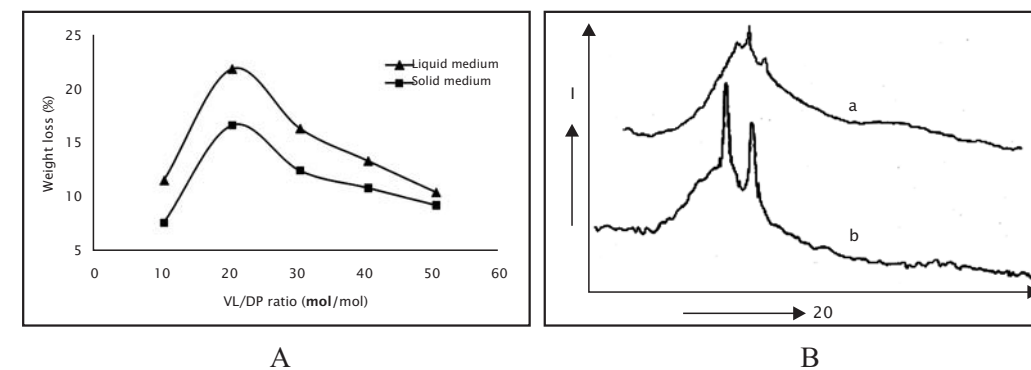 25
20
15
10
5
0
10
20
30
40
50
60
Weight loss (%)
VL/DP ratio (mol/mol)
Liquid medium
Solid medium
A
I
a
b
20
B